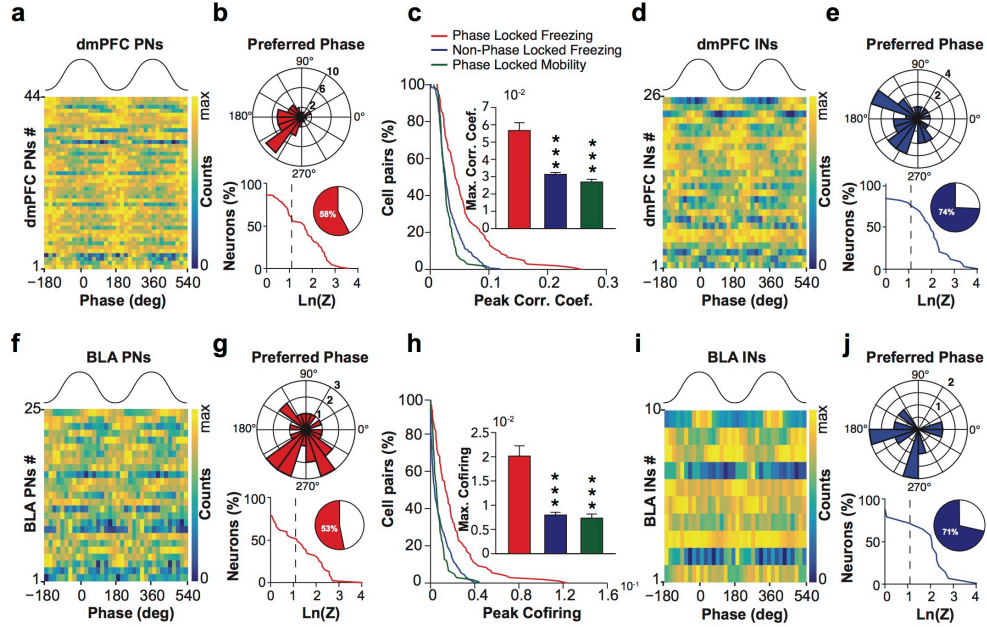 a
dmPFC PNs
44
1
dmPFC PNs #
−180 0 180 360 540
Phase (deg)
max
Counts
0
b
Preferred Phase
90°
10
6
2
180°
0°
270°
Neurons (%)
100
50
0
58%
0 1 2 3 4
Ln(Z)
c
Phase Locked Freezing
Non-Phase Locked Freezing
Phase Locked Mobility
Cell pairs (%)
100
80
60
40
20
0
0 0.1 0.2 0.3
Peak Corr. Coef.
10-2
Max. Corr. Coef.
7
6
5
4
3
2
1
0
***
***
d
dmPFC INs
26
1
dmPFC INs #
−180 0 180 360 540
Phase (deg)
max
Counts
0
e
Preferred Phase
90°
4
2
180°
0°
270°
Neurons (%)
100
50
0
74%
0 1 2 3 4
Ln(Z)
f
BLA PNs
25
1
BLA PNs #
−180 0 180 360 540
Phase (deg)
max
Counts
0
g
Preferred Phase
90°
3
2
1
180°
0°
270°
Neurons (%)
100
50
0
53%
0 1 2 3 4
Ln(Z)
h
Cell pairs (%)
100
80
60
40
20
0
0 0.4 0.8 1.2 1.6
10-1
Peak Cofiring
10-2
Max. Cofiring
2.5
2
1.5
1
0.5
0
***
***
i
BLA INs
10
1
BLA INs #
−180 0 180 360 540
Phase (deg)
max
Counts
0
j
Preferred Phase
90°
2
1
180°
0°
270°
Neurons (%)
100
50
0
71%
0 1 2 3 4
Ln(Z)